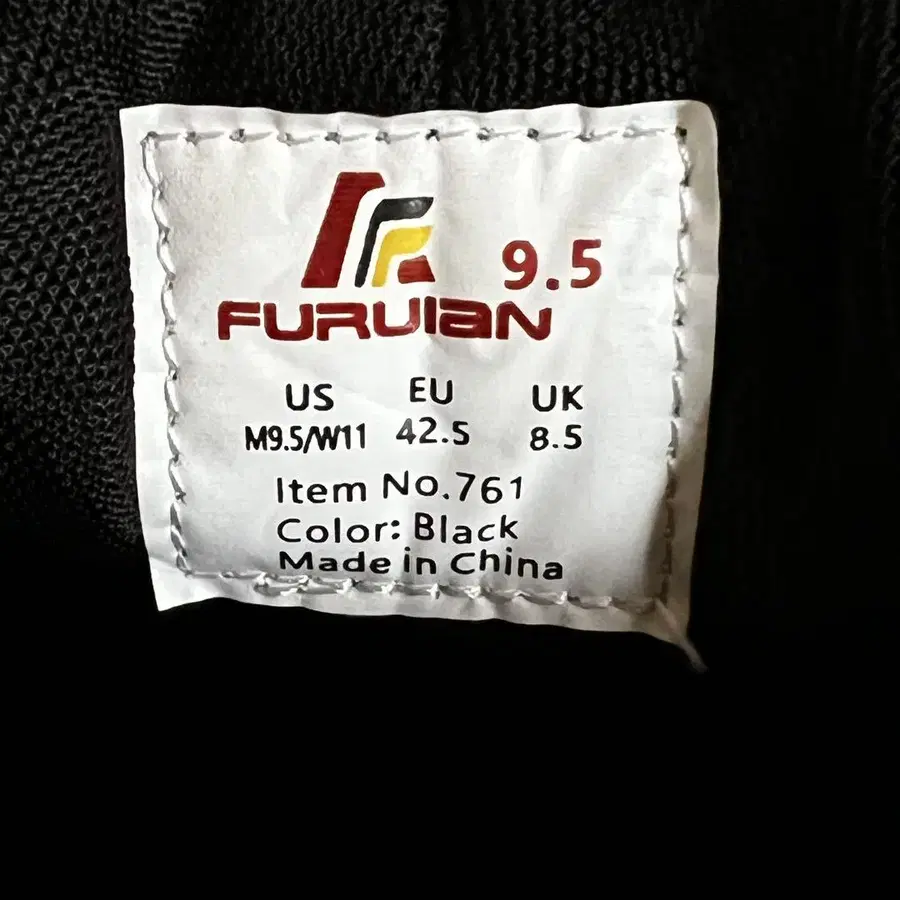 9.5
FURUIAN
US EU UK
M9.5/W11 42.5 8.5
Item No.761
Color: Black
Made in China